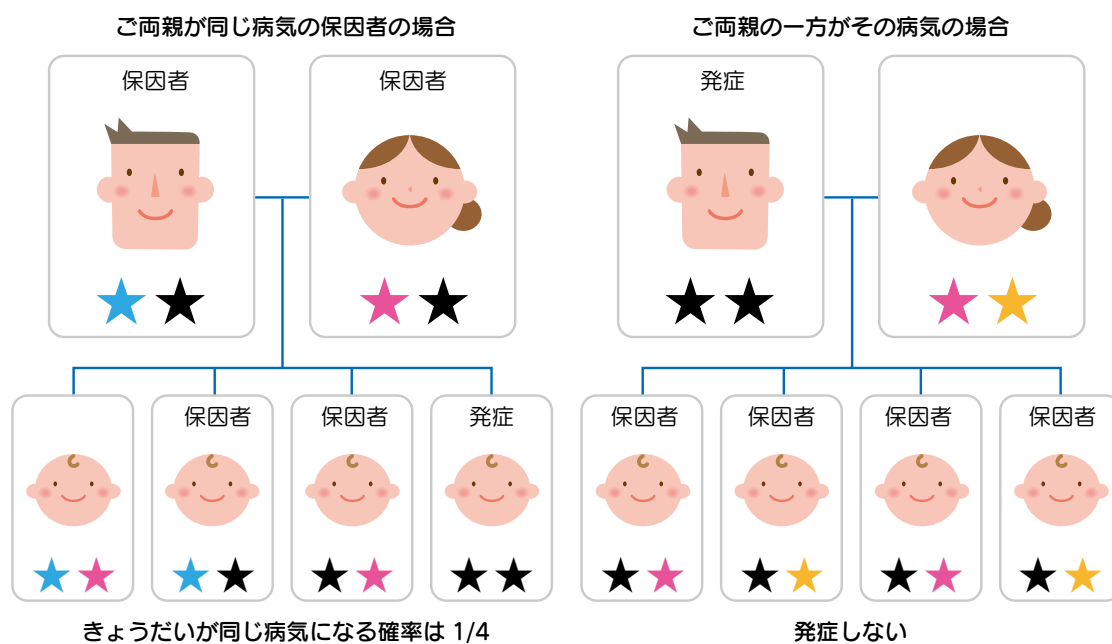 ご両親が同じ病気の保因者の場合
保因者
保因者
保因者
保因者
発症
きょうだいが同じ病気になる確率は 1/4
ご両親の一方がその病気の場合
発症
保因者
保因者
保因者
保因者
発症しない